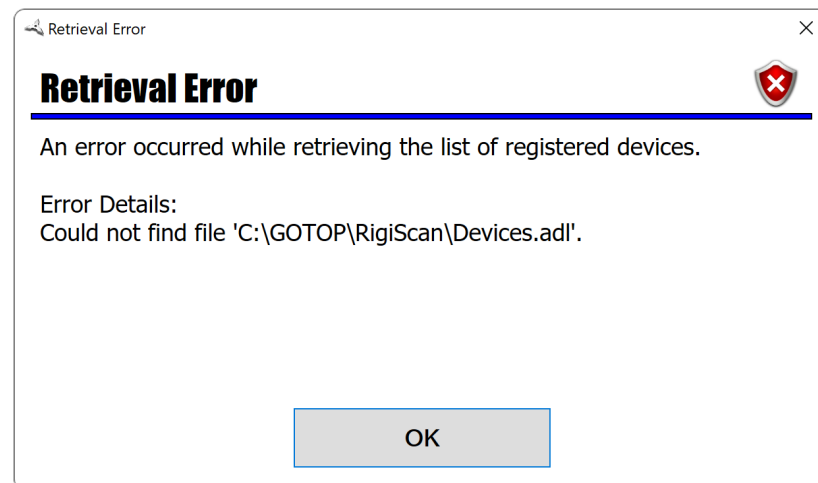 Retrieval Error
Retrieval Error
An error occurred while retrieving the list of registered devices.
Error Details:
Could not find file 'C:\GOTOP\RigiScan\Devices.adl'.
OK